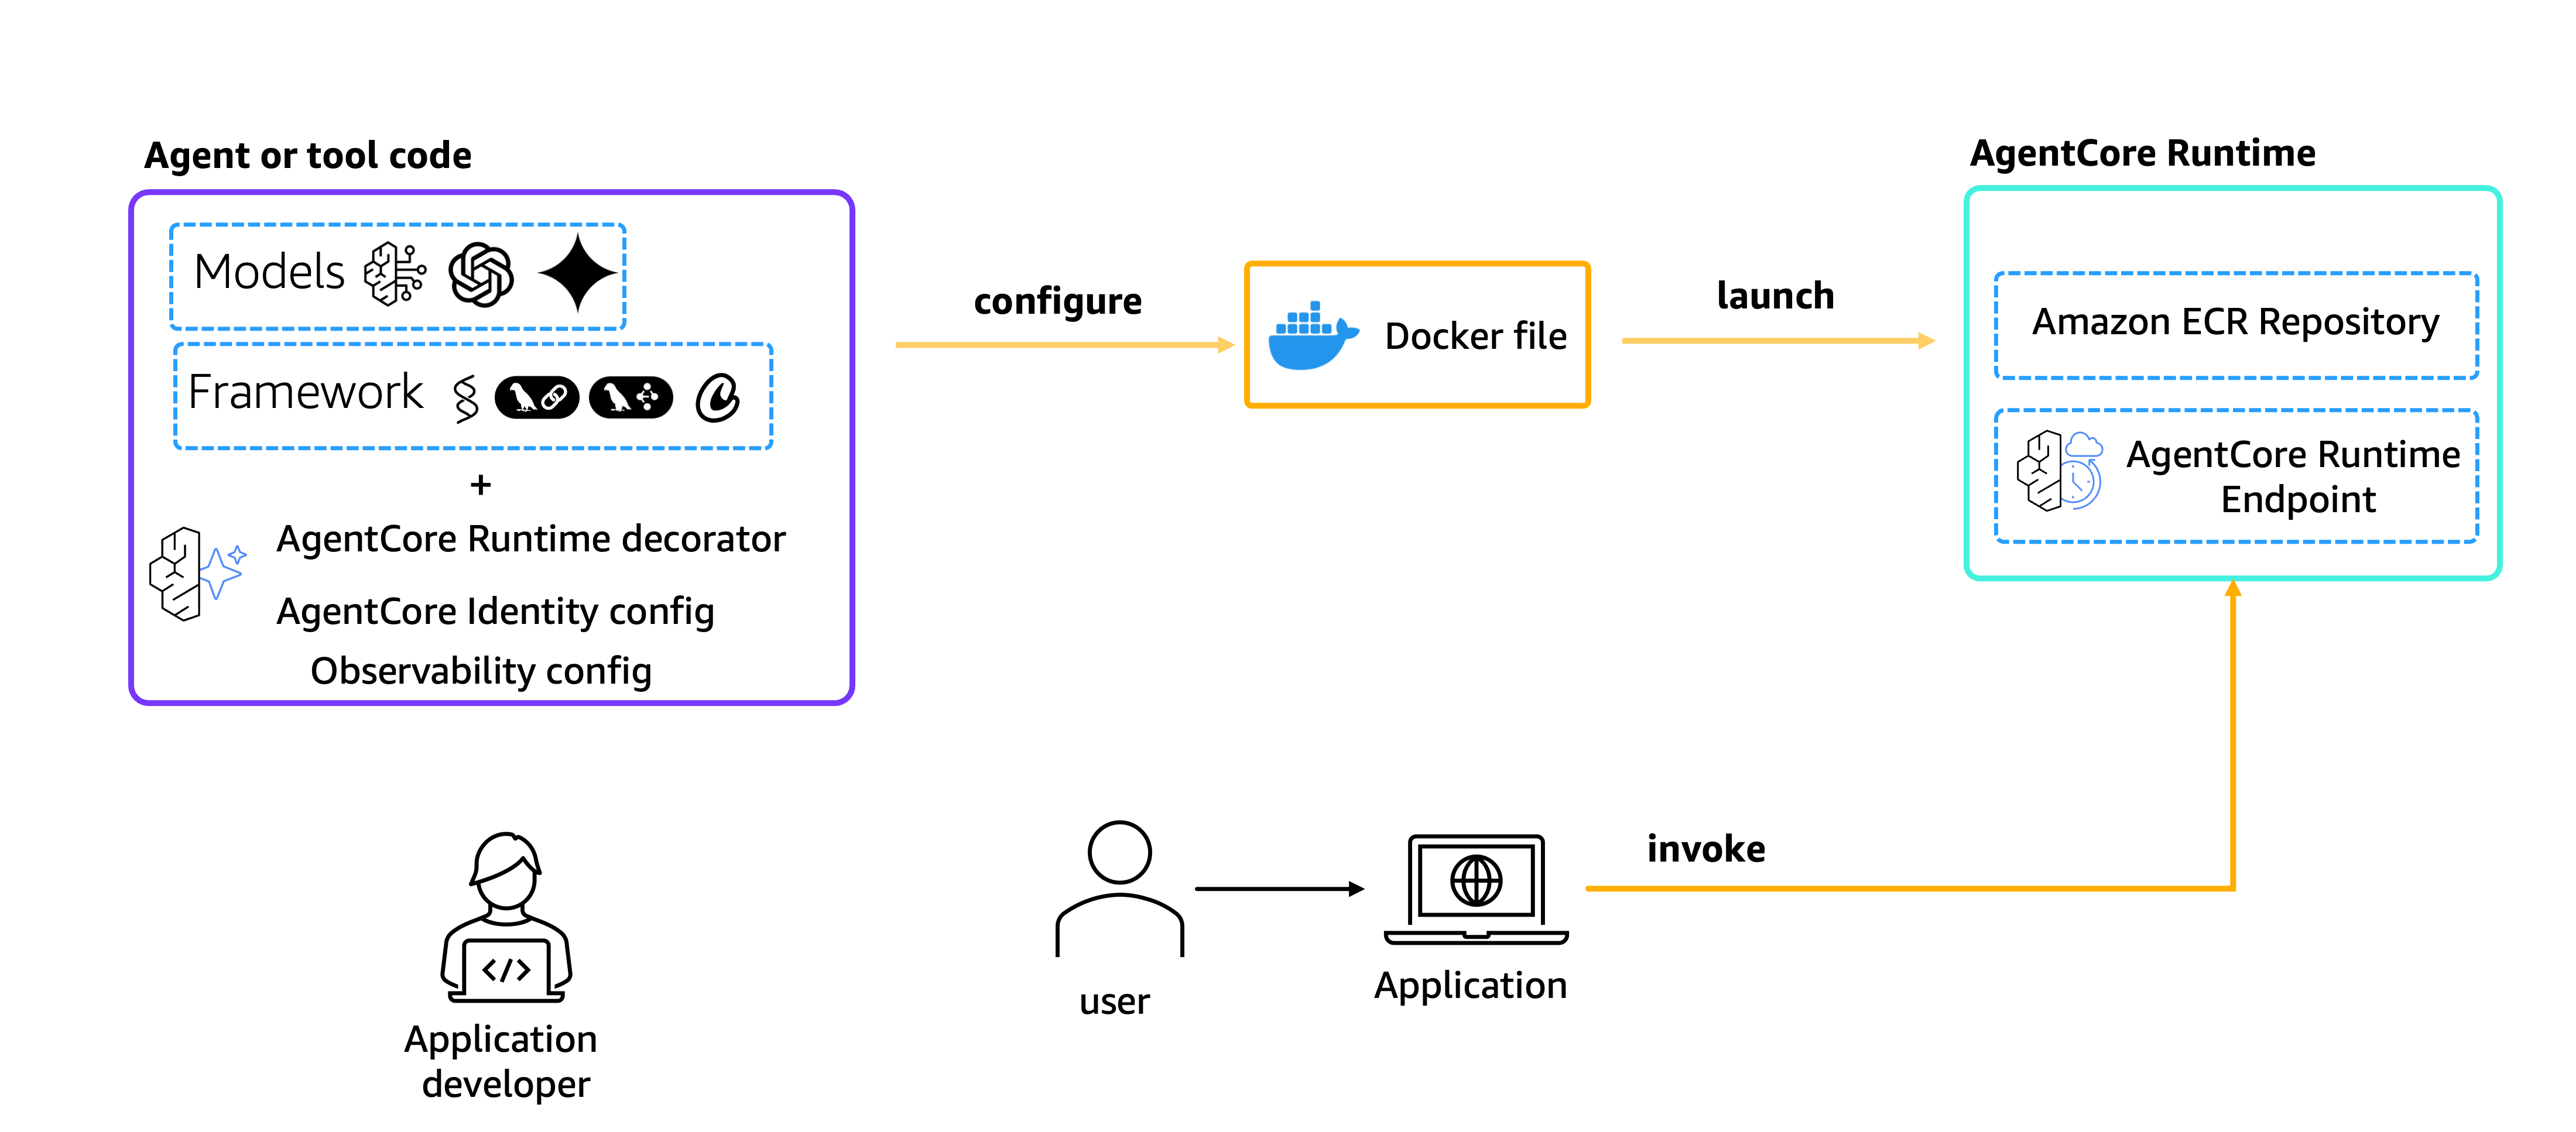 Agent or tool code
Models
Framework
+
AgentCore Runtime decorator
AgentCore Identity config
Observability config
configure
Docker file
launch
AgentCore Runtime
Amazon ECR Repository
AgentCore Runtime
Endpoint
</>
Application
developer
user
Application
invoke